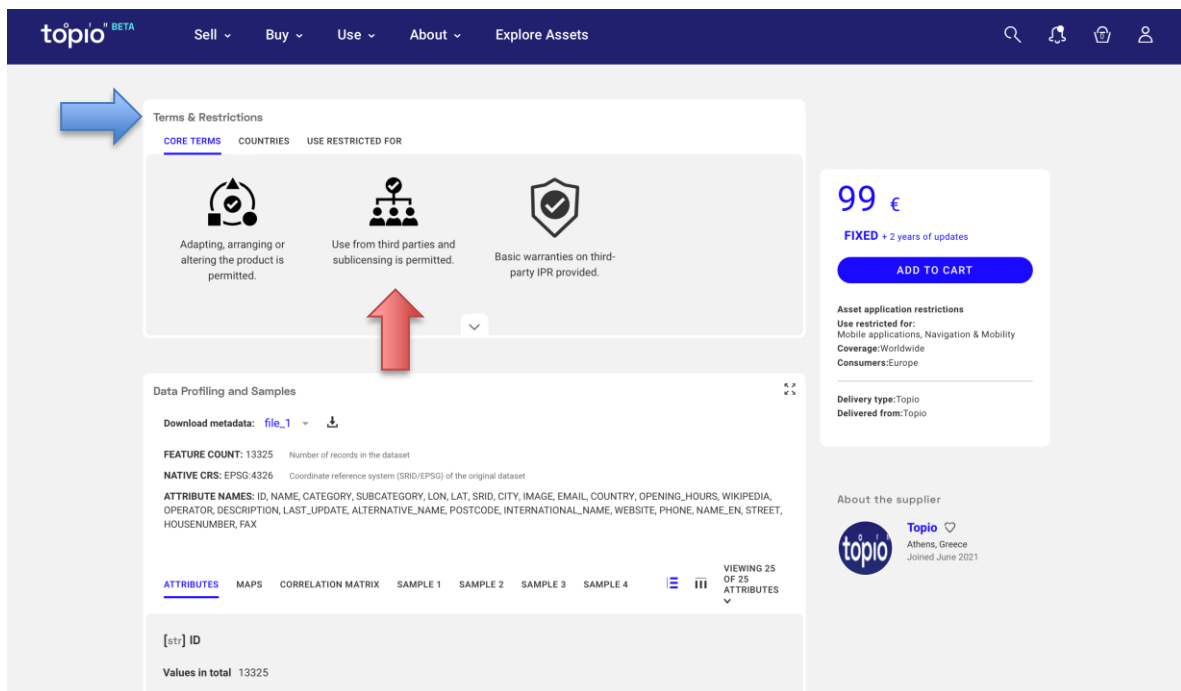 topio" BETA
Sell Buy Use About Explore Assets
0
Terms & Restrictions
CORE TERMS COUNTRIES USE RESTRICTED FOR
Adapting, arranging or
altering the product is
permitted.
Use from third parties and
sublicensing is permitted.
Basic warranties on third-
party IPR provided.
99 €
FIXED + 2 years of updates
ADD TO CART
Asset application restrictions
Use restricted for:
Mobile applications, Navigation & Mobility
Coverage:Worldwide
Consumers:Europe
Delivery type:Topio
Delivered from:Topio
Data Profiling and Samples
Download metadata: file_1
FEATURE COUNT: 13325 Number of records in the dataset
NATIVE CRS: EPSG:4326 Coordinate reference system (SRID/EPSG) of the original dataset
ATTRIBUTE NAMES: ID, NAME, CATEGORY, SUBCATEGORY, LON, LAT, SRID, CITY, IMAGE, EMAIL, COUNTRY, OPENING_HOURS, WIKIPEDIA,
OPERATOR, DESCRIPTION, LAST_UPDATE, ALTERNATIVE_NAME, POSTCODE, INTERNATIONAL_NAME, WEBSITE, PHONE, NAME_EN, STREET,
HOUSENUMBER, FAX
ATTRIBUTES MAPS CORRELATION MATRIX SAMPLE 1 SAMPLE 2 SAMPLE 3 SAMPLE 4
VIEWING 25
OF 25
ATTRIBUTES
[str] ID
Values in total 13325
About the supplier
topio
Topio
Athens, Greece
Joined June 2021